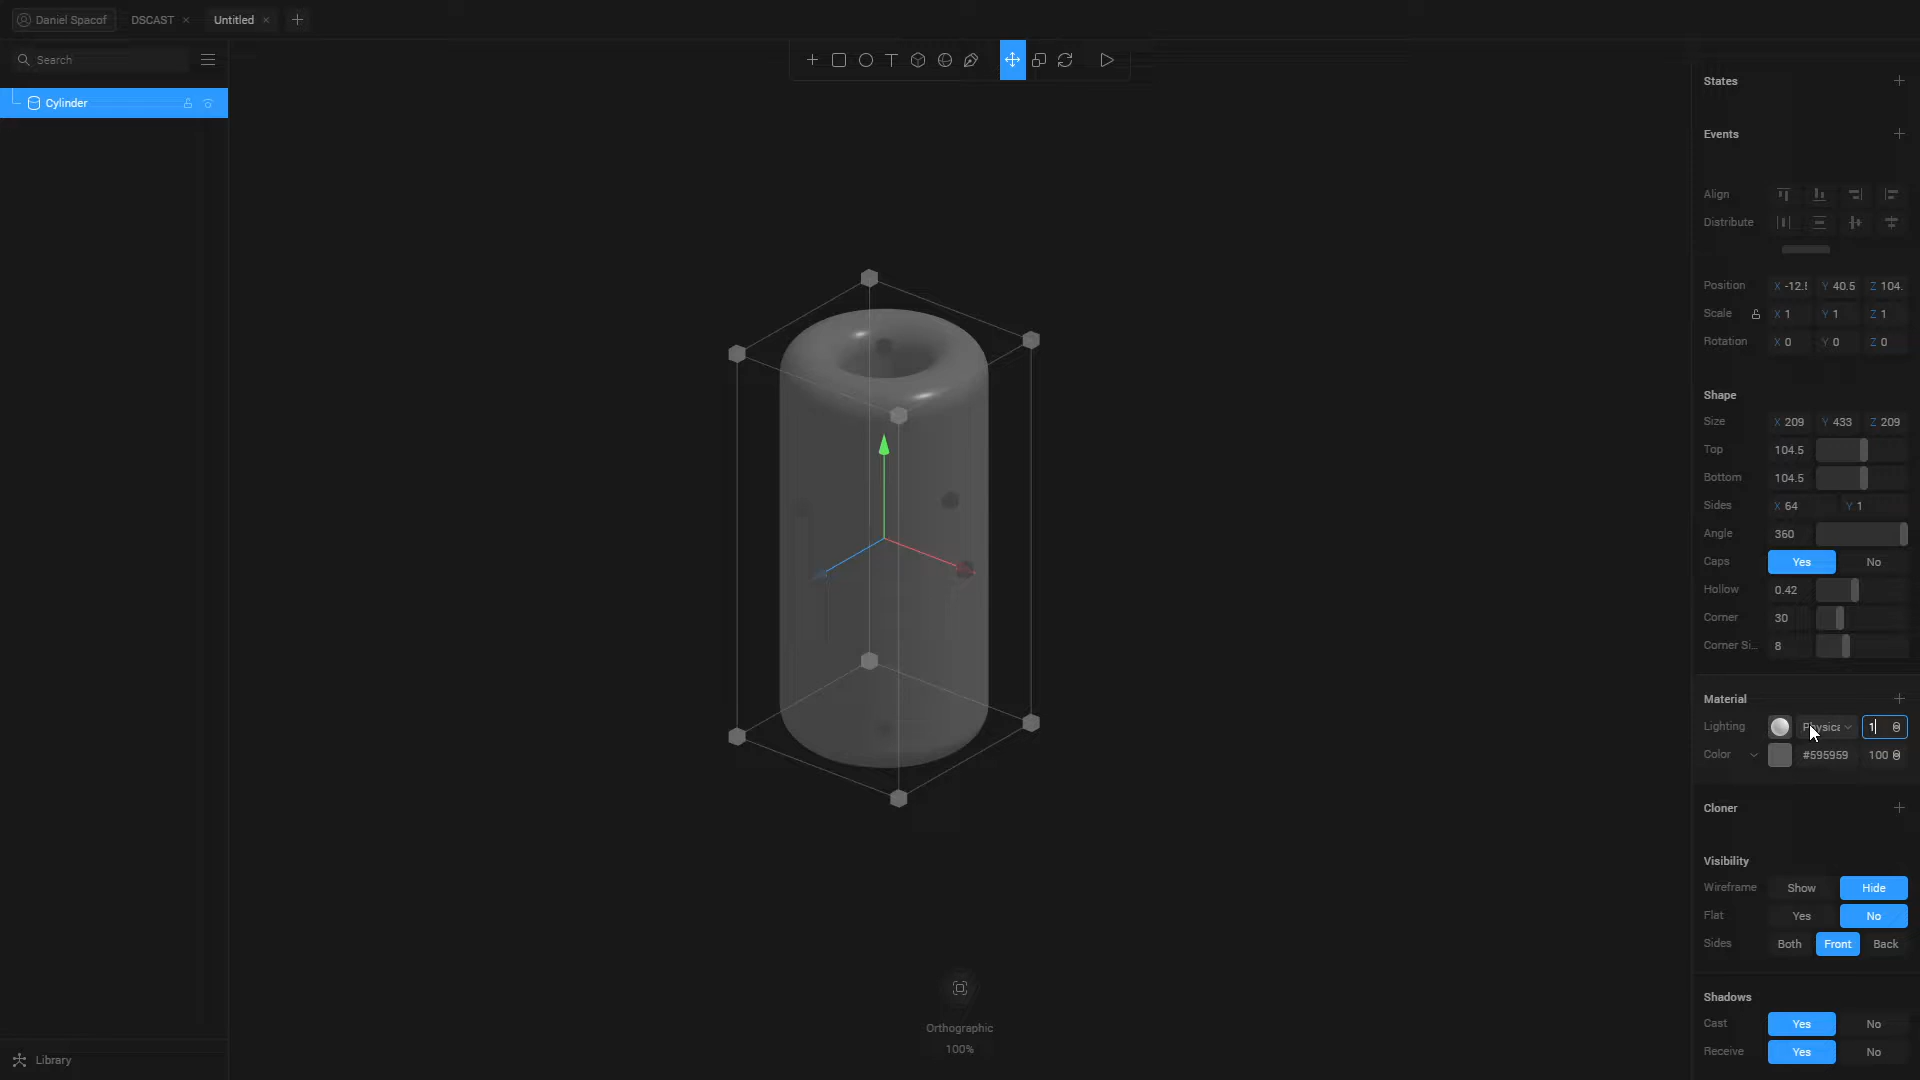 Daniel Spacof DSCAST Untitled
Search
Cylinder
States
Events
Align
Distribute
Position X -12.! Y 40.5 Z 104.
Scale X 1 Y 1 Z 1
Rotation X 0 Y 0 Z 0
Shape
Size X 209 Y 433 Z 209
Top 104.5
Bottom 104.5
Sides X 64 Y 1
Angle 360
Caps Yes No
Hollow 0.42
Corner 30
Corner Si... 8
Material
Lighting Physica 1
Color #595959 100
Cloner
Visibility
Wireframe Show Hide
Flat Yes No
Sides Both Front Back
Shadows
Cast Yes No
Receive Yes No
Orthographic
100%
Library